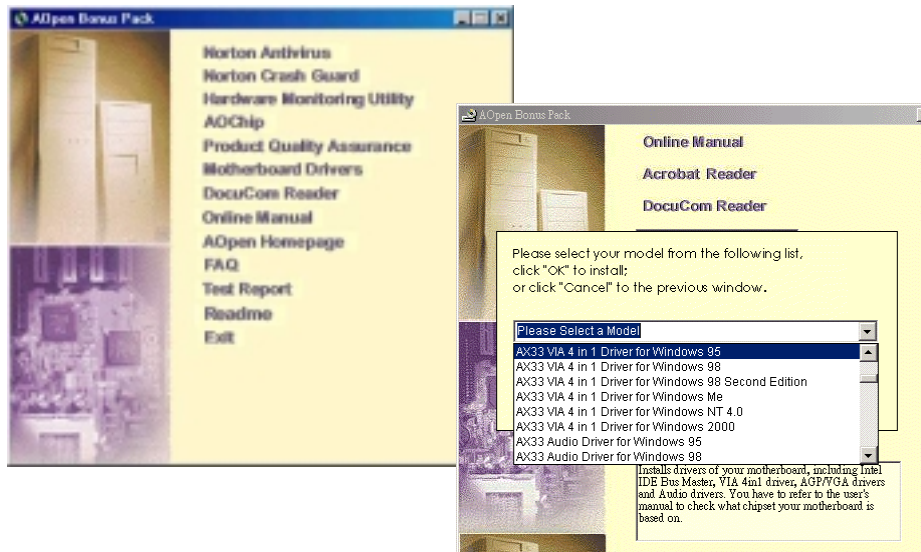 AOpen Bonus Pack
Norton Antivirus
Norton Crash Guard
Hardware Monitoring Utility
AOChip
Product Quality Assurance
Motherboard Drivers
DocuCom Reader
Online Manual
AOpen Homepage
FAQ
Test Report
Readme
Exit
AOpen Bonus Pack
Online Manual
Acrobat Reader
DocuCom Reader
Please select your model from the following list,
click "OK" to install;
or click "Cancel" to the previous window.
Please Select a Model
AX33 VIA 4 in 1 Driver for Windows 95
AX33 VIA 4 in 1 Driver for Windows 98
AX33 VIA 4 in 1 Driver for Windows 98 Second Edition
AX33 VIA 4 in 1 Driver for Windows Me
AX33 VIA 4 in 1 Driver for Windows NT 4.0
AX33 VIA 4 in 1 Driver for Windows 2000
AX33 Audio Driver for Windows 95
AX33 Audio Driver for Windows 98
Installs drivers of your motherboard, including Intel
IDE Bus Master, VIA 4in1 driver, AGP/VGA drivers
and Audio drivers. You have to refer to the user's
manual to check what chipset your motherboard is
based on.